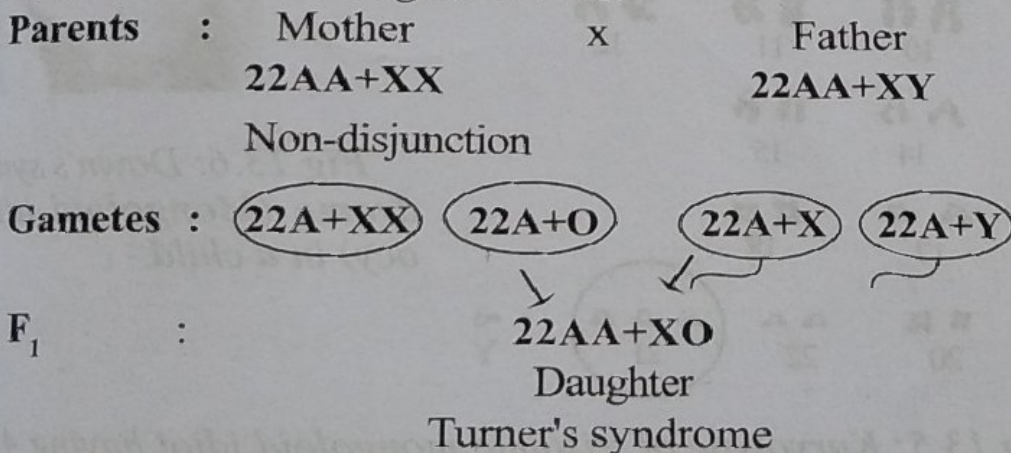 Parents : Mother x Father
22AA+XX 22AA+XY
Non-disjunction
Gametes : 22A+XX 22A+O 22A+X 22A+Y
F1 : 22AA+XO
Daughter
Turner's syndrome